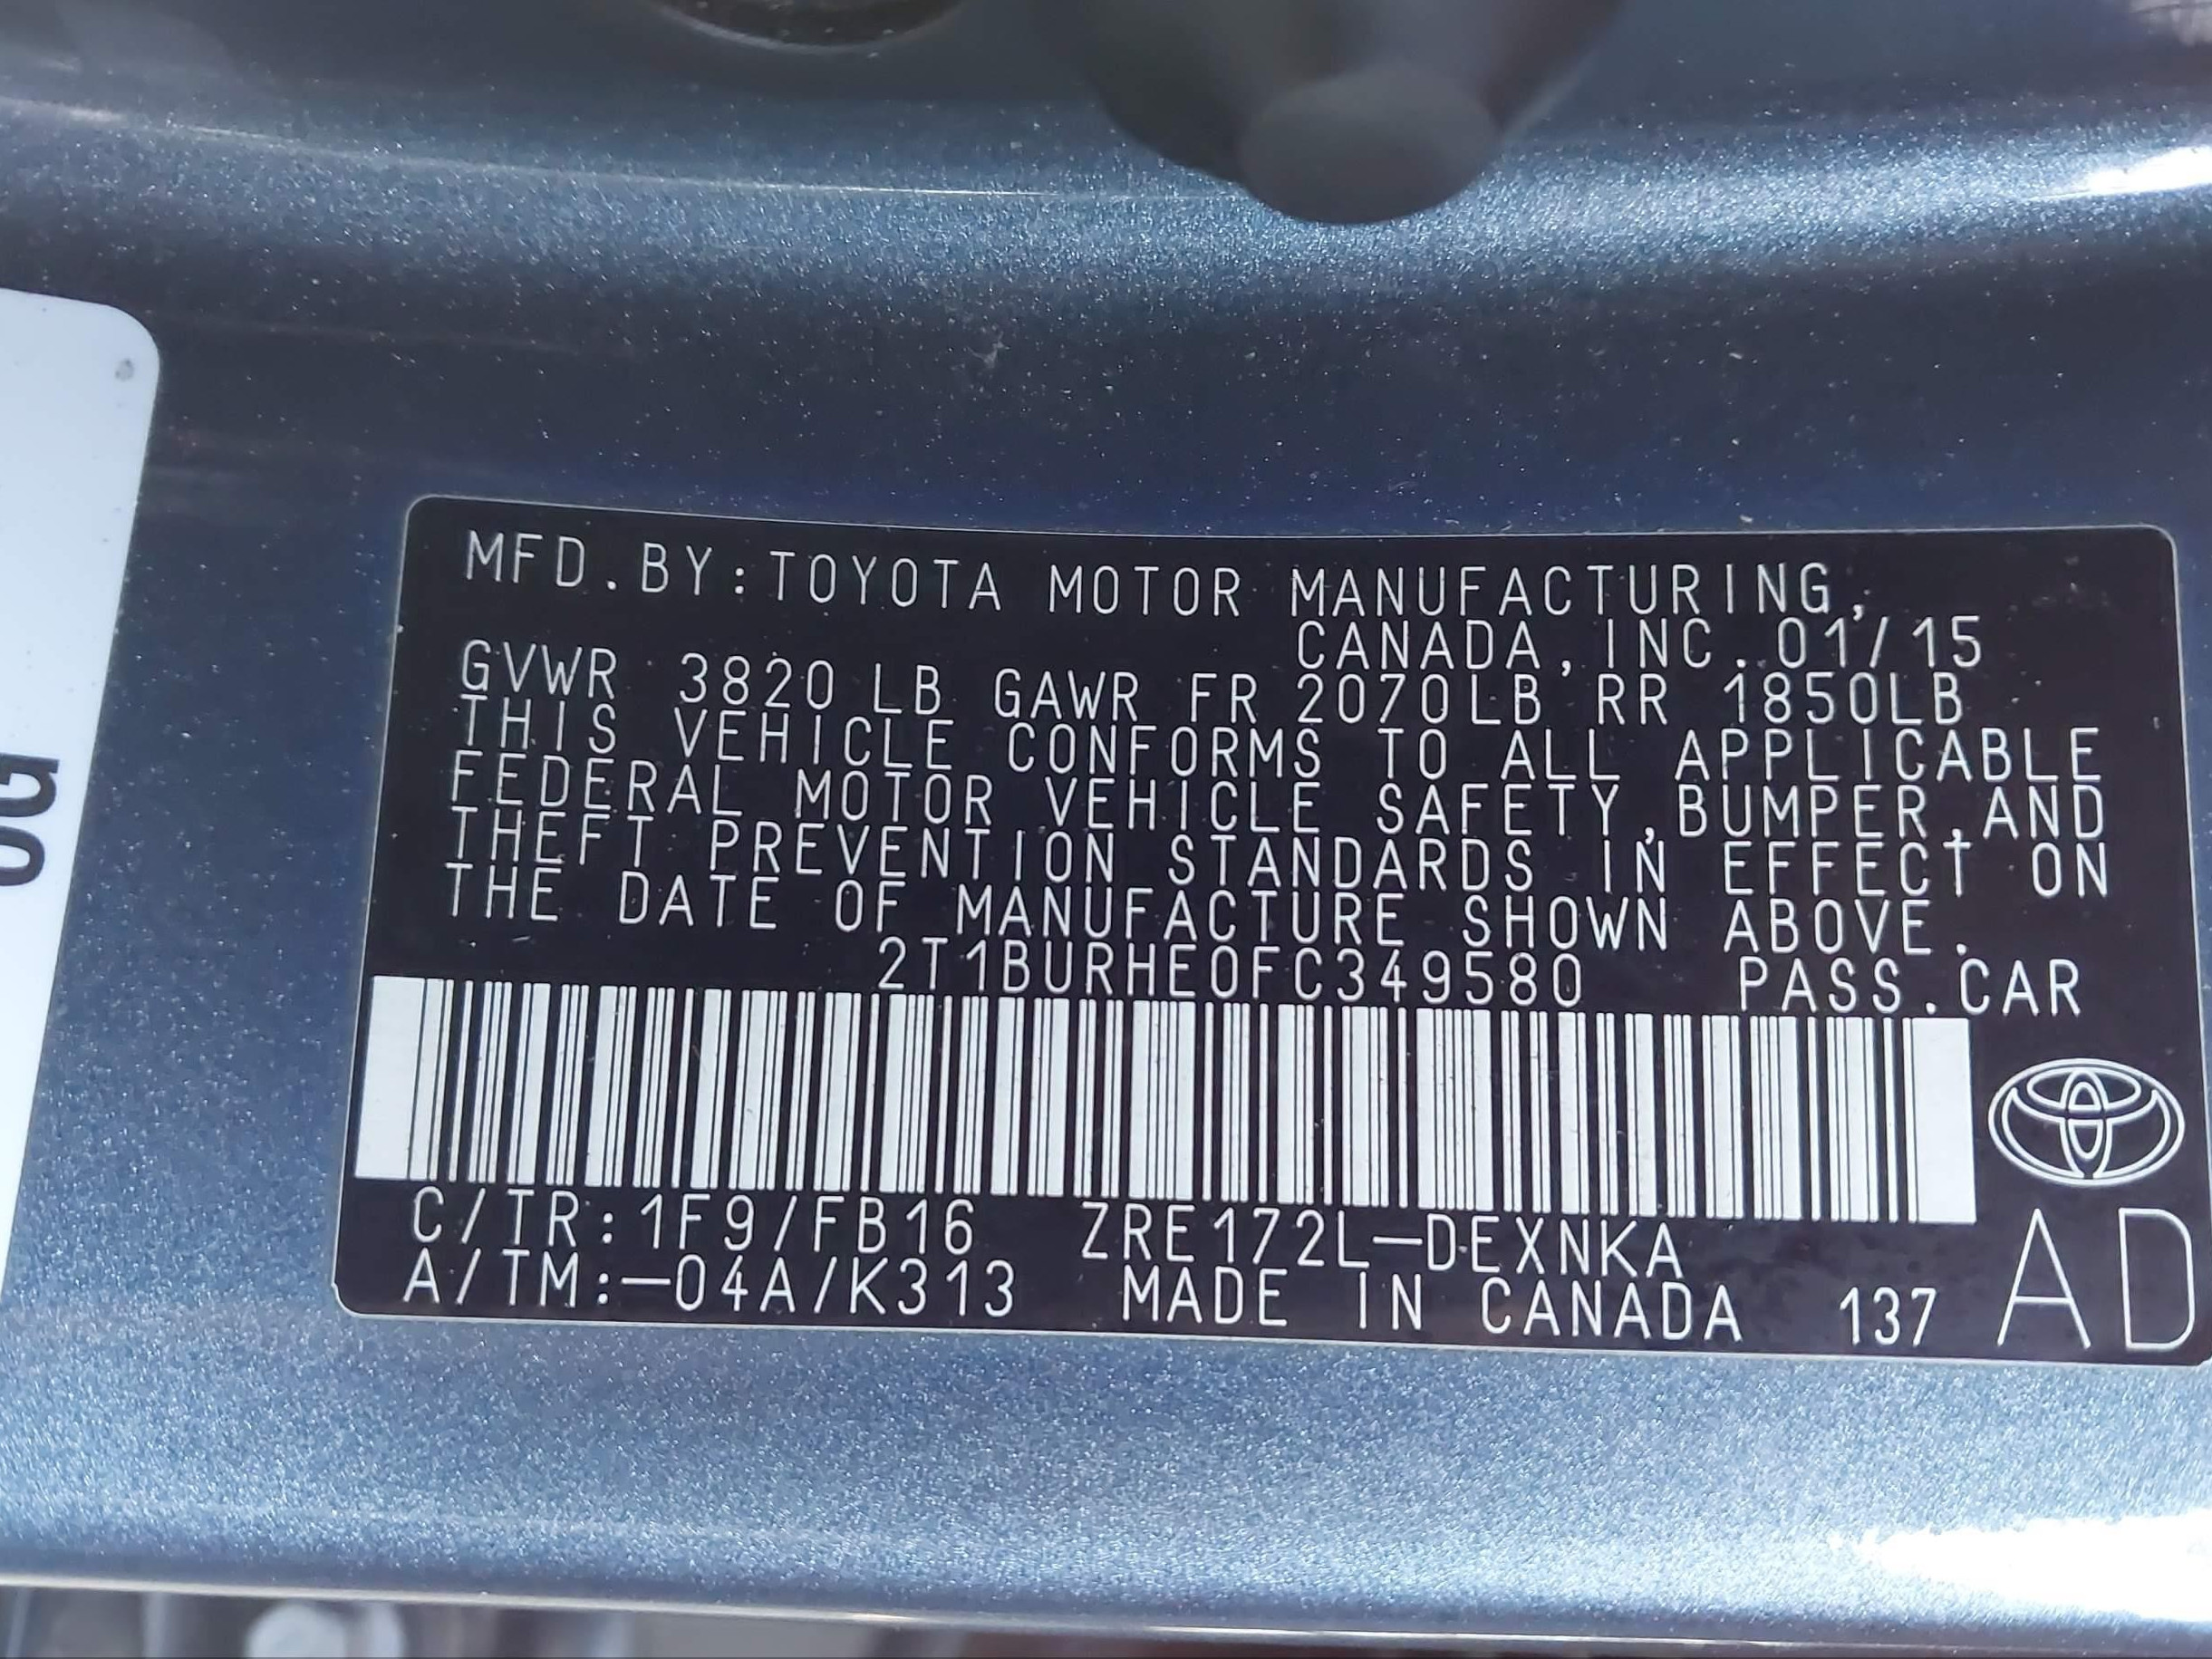 MFD.BY:TOYOTA MOTOR MANUFACTURING,
CANADA,INC.01/15
GVWR 3820LB GAWR FR 2070LB RR 1850LB
THIS VEHICLE CONFORMS TO ALL APPLICABLE
FEDERAL MOTOR VEHICLE SAFETY,BUMPER,AND
THEFT PREVENTION STANDARDS IN EFFECT ON
THE DATE OF MANUFACTURE SHOWN ABOVE.
2T1BURHE0FC349580 PASS.CAR
C/TR:1F9/FB16 ZRE172L-DEXNKA
A/TM:-04A/K313 MADE IN CANADA 137 AD